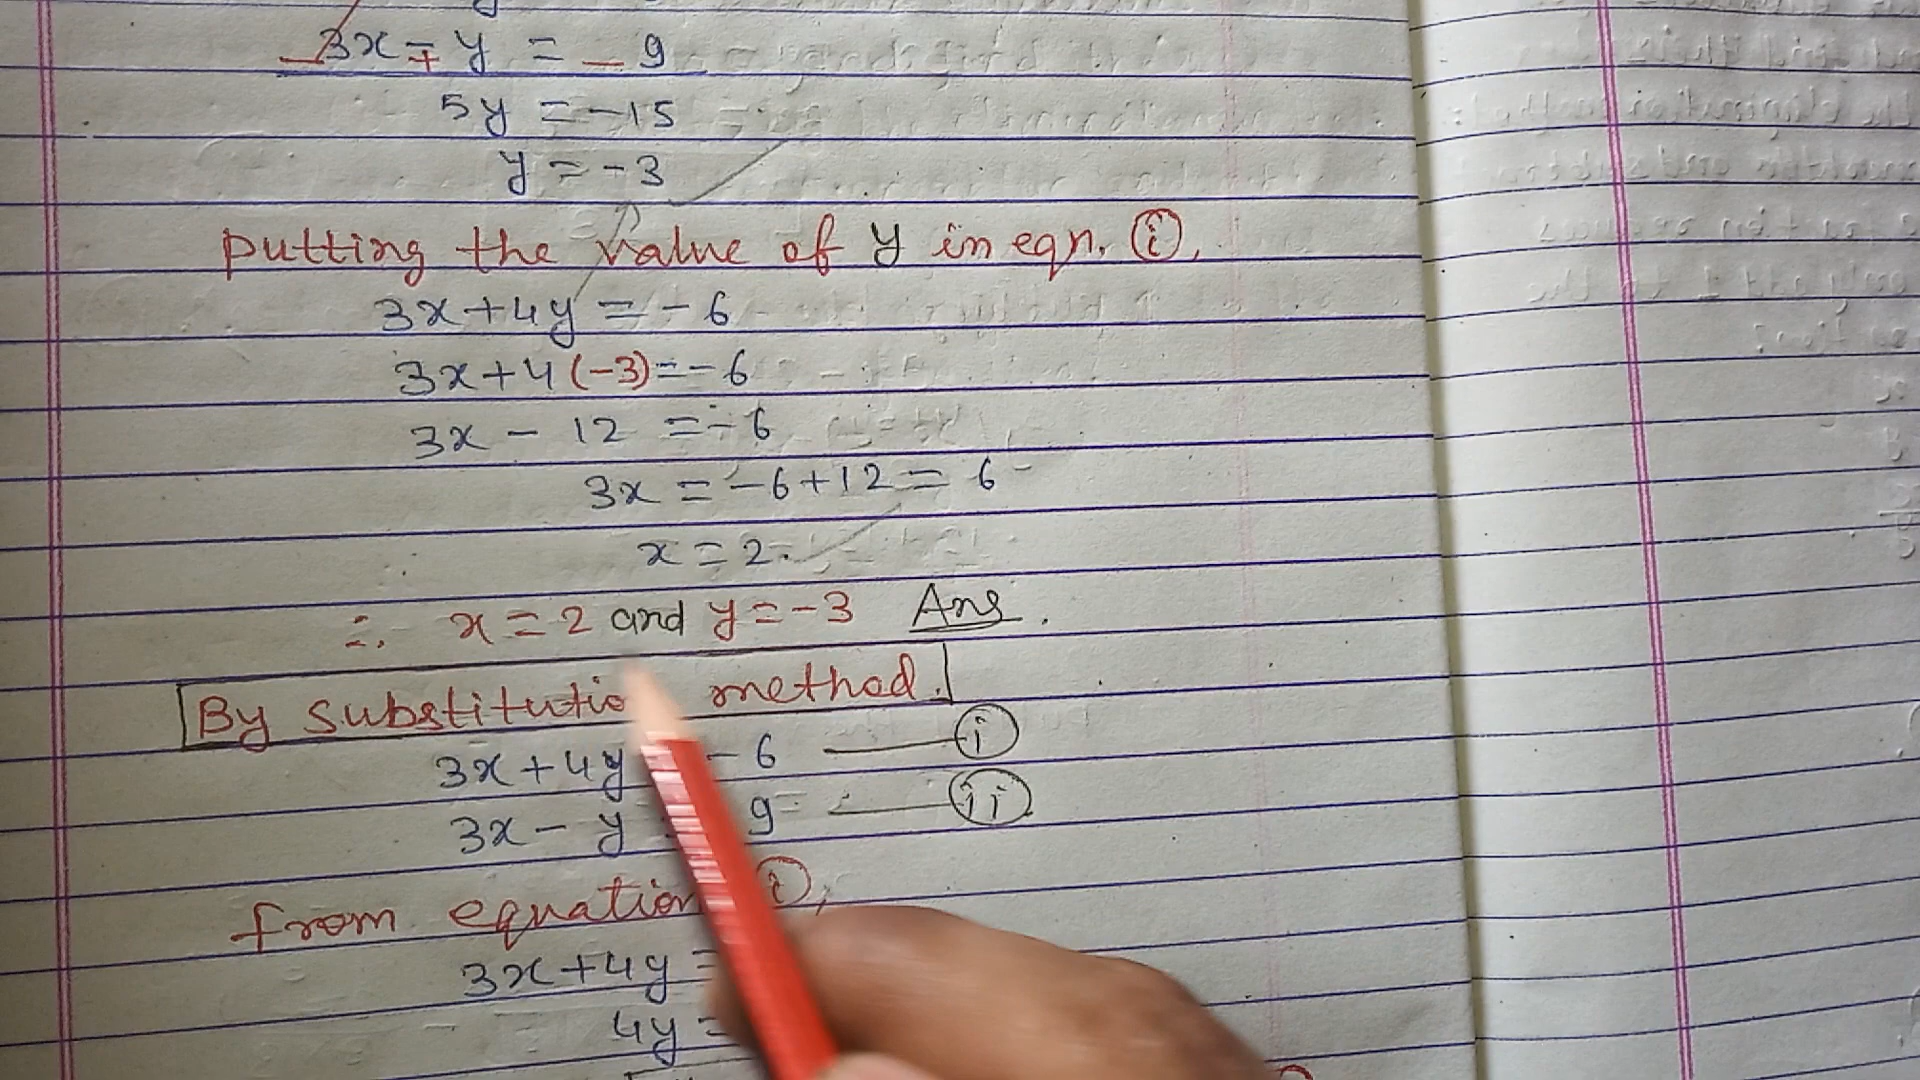 3x - y = 9
- + -
5y = -15
y = -3
putting the value of y in eqn. (i),
3x + 4y = -6
3x + 4(-3) = -6
3x - 12 = -6
3x = -6 + 12 = 6
x = 2.
∴ x = 2 and y = -3 Ans.
By substitution method.
3x + 4y - 6 (i)
3x - y 9 (ii)
from equation (i),
3x + 4y =
4y =